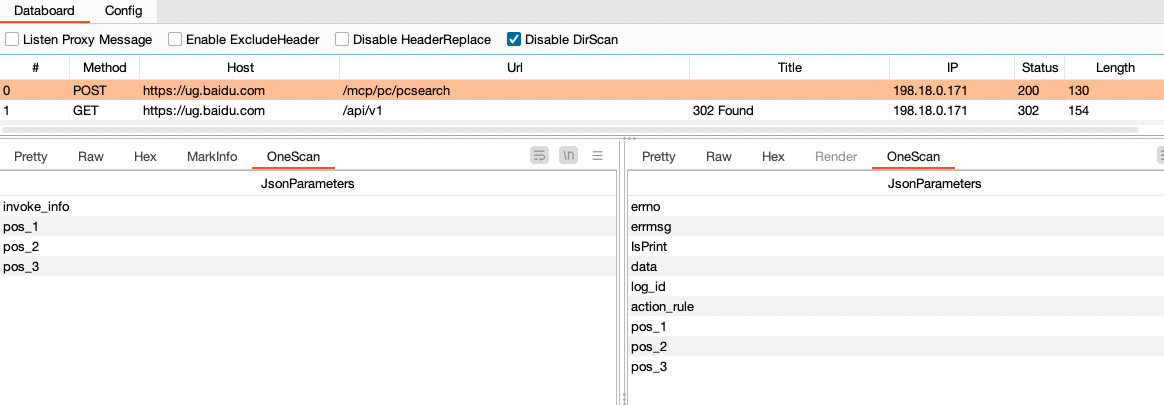 Databoard Config
Listen Proxy Message Enable ExcludeHeader Disable HeaderReplace Disable DirScan
# Method Host Url Title IP Status Length
0 POST https://ug.baidu.com /mcp/pc/pcsearch 198.18.0.171 200 130
1 GET https://ug.baidu.com /api/v1 302 Found 198.18.0.171 302 154
Pretty Raw Hex MarkInfo OneScan \n
JsonParameters
invoke_info
pos_1
pos_2
pos_3
Pretty Raw Hex Render OneScan
JsonParameters
errno
errmsg
IsPrint
data
log_id
action_rule
pos_1
pos_2
pos_3